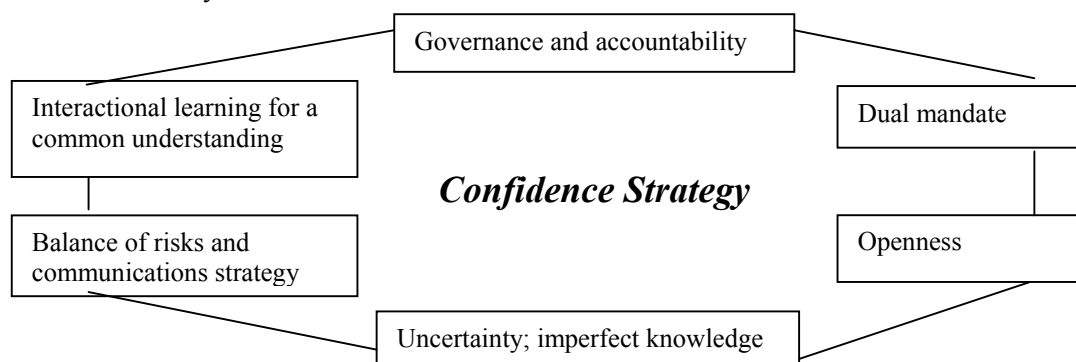 Governance and accountability
Interactional learning for a
common understanding
Dual mandate
Confidence Strategy
Balance of risks and
communications strategy
Openness
Uncertainty; imperfect knowledge